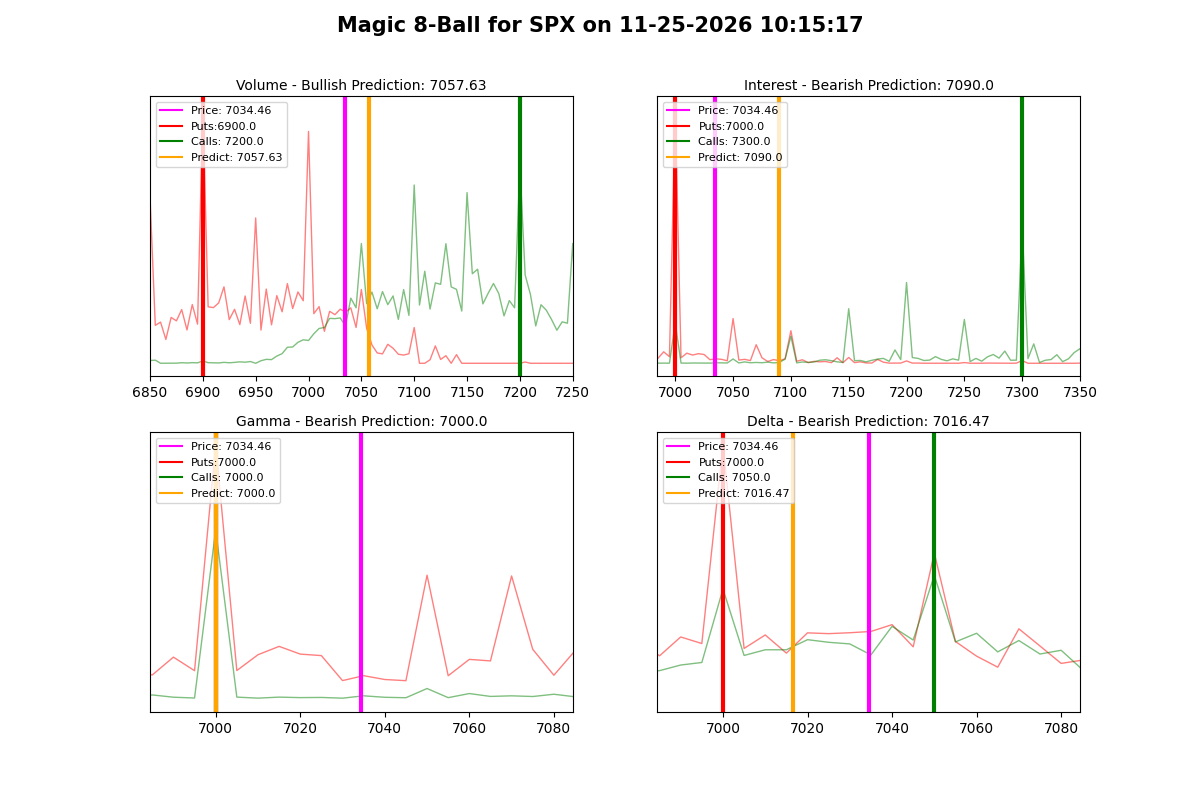 Magic 8-Ball for SPX on 11-25-2026 10:15:17
Volume - Bullish Prediction: 7057.63
Price: 7034.46
Puts:6900.0
Calls: 7200.0
Predict: 7057.63
6850 6900 6950 7000 7050 7100 7150 7200 7250
Interest - Bearish Prediction: 7090.0
Price: 7034.46
Puts:7000.0
Calls: 7300.0
Predict: 7090.0
7000 7050 7100 7150 7200 7250 7300 7350
Gamma - Bearish Prediction: 7000.0
Price: 7034.46
Puts:7000.0
Calls: 7000.0
Predict: 7000.0
7000 7020 7040 7060 7080
Delta - Bearish Prediction: 7016.47
Price: 7034.46
Puts:7000.0
Calls: 7050.0
Predict: 7016.47
7000 7020 7040 7060 7080